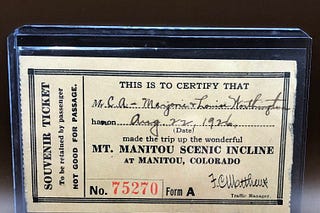 SOUVENIR TICKET
To be retained by passenger
NOT GOOD FOR PASSAGE.
THIS IS TO CERTIFY THAT
M C. A - Marjorie & Louise Worthington
has on Aug 22, 1926
(Date)
made the trip up the wonderful
MT. MANITOU SCENIC INCLINE
AT MANITOU, COLORADO
No. 75270 Form A
F.C. Matthews
Traffic Manager.